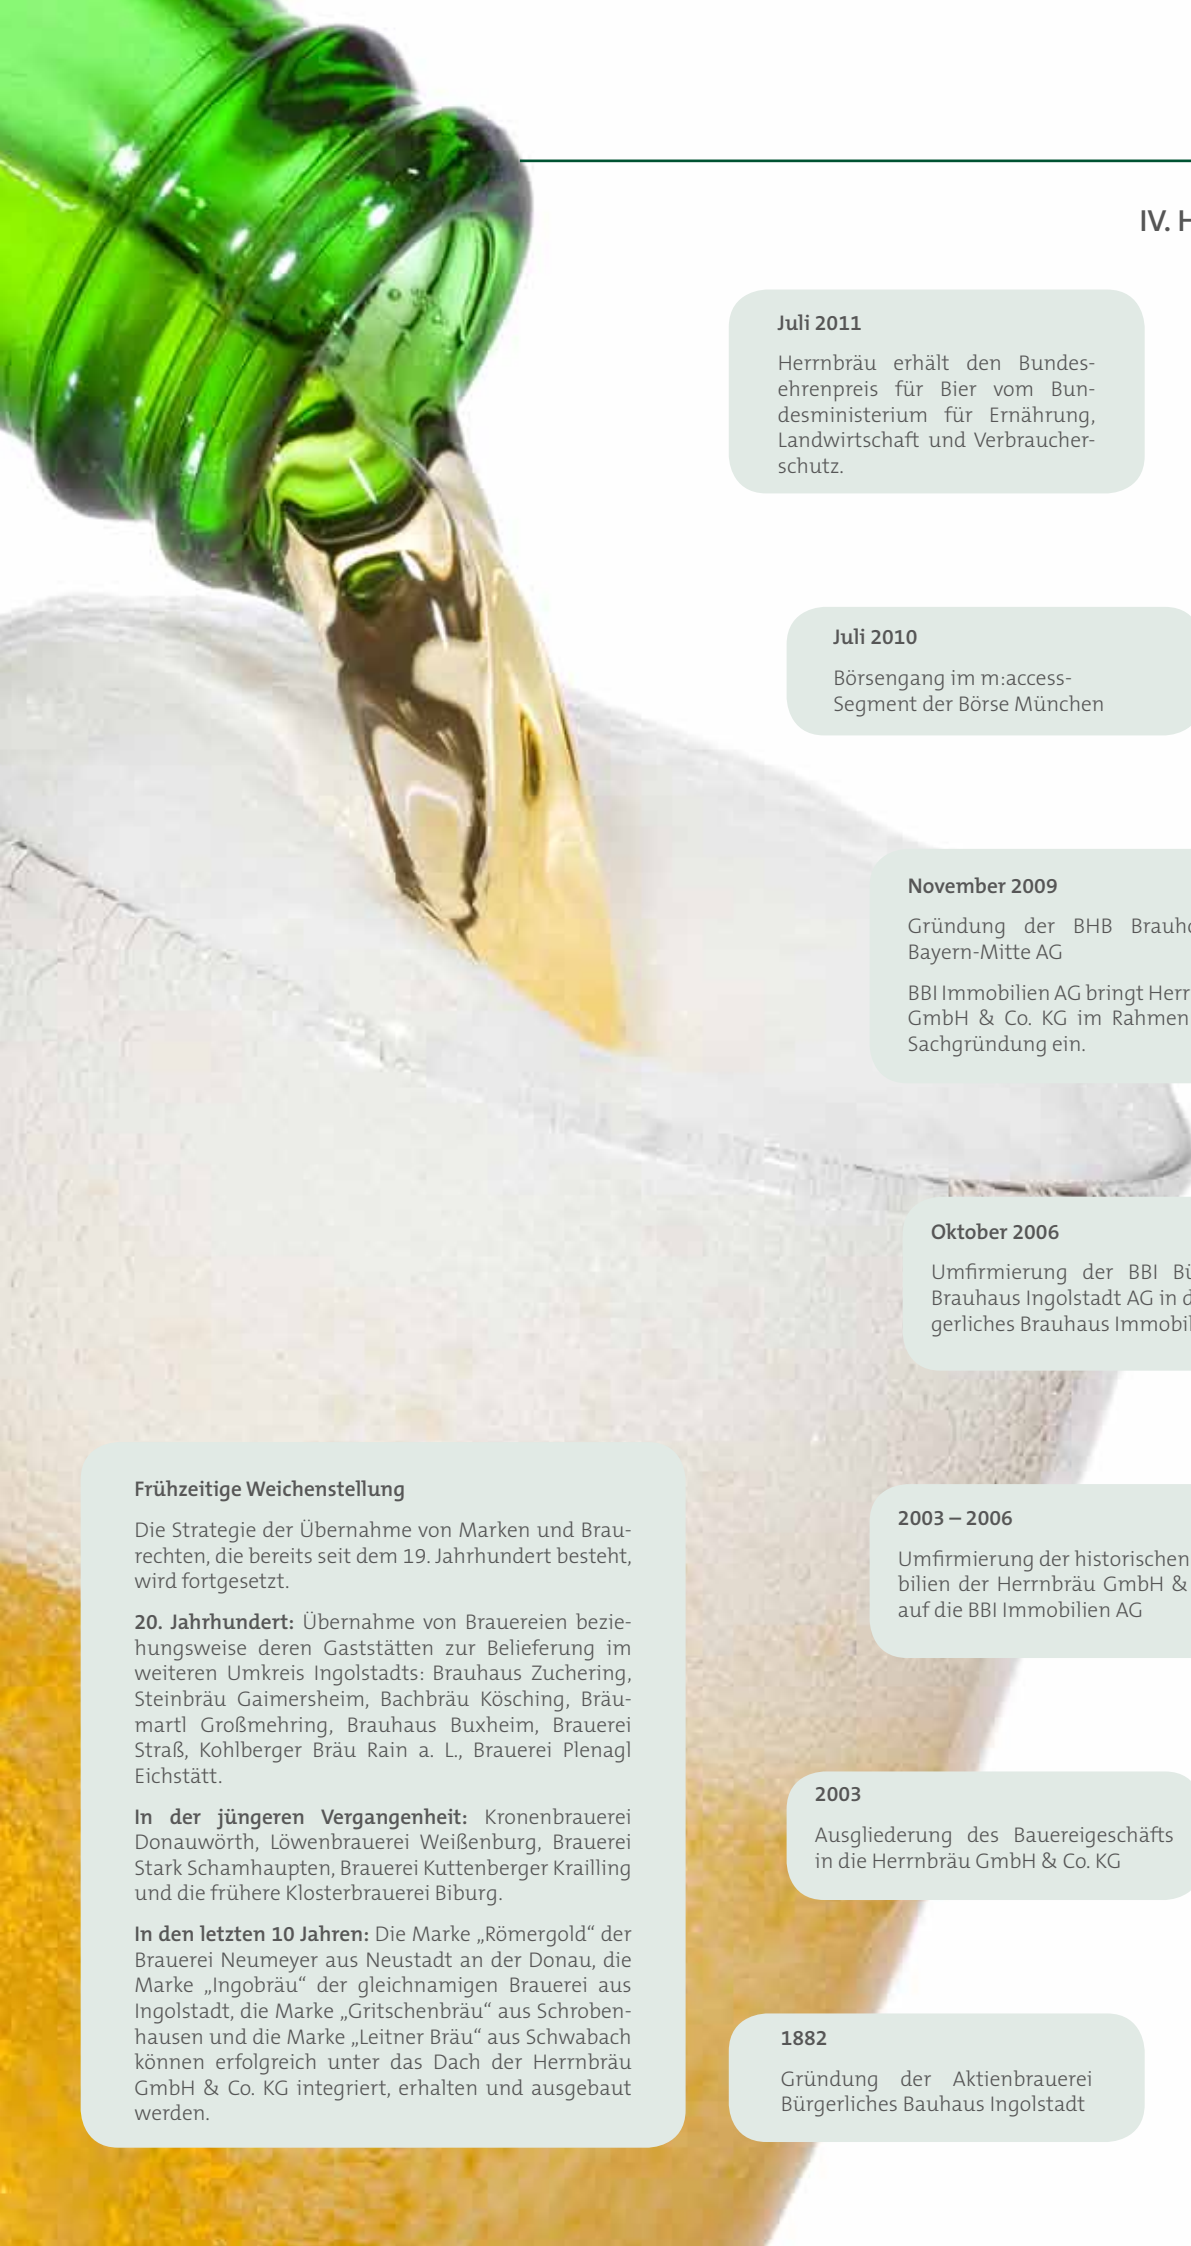 IV.
Juli 2011
Herrnbräu erhält den Bundes-
ehrenpreis für Bier vom Bun-
desministerium für Ernährung,
Landwirtschaft und Verbraucher-
schutz.
Juli 2010
Börsengang im m:access-
Segment der Börse München
November 2009
Gründung der BHB
Bayern-Mitte AG
BBI Immobilien AG bringt
GmbH & Co. KG im Rahmen
Sachgründung ein.
Oktober 2006
Umfirmierung der BBI
Brauhaus Ingolstadt AG in
gerliches Brauhaus
2003 – 2006
Umfirmierung der historischen
bilien der Herrnbräu GmbH &
auf die BBI Immobilien AG
2003
Ausgliederung des Bauereigeschäfts
in die Herrnbräu GmbH & Co. KG
1882
Gründung der Aktienbrauerei
Bürgerliches Bauhaus Ingolstadt
Frühzeitige Weichenstellung
Die Strategie der Übernahme von Marken und Brau-
rechten, die bereits seit dem 19. Jahrhundert besteht,
wird fortgesetzt.
20. Jahrhundert: Übernahme von Brauereien bezie-
hungsweise deren Gaststätten zur Belieferung im
weiteren Umkreis Ingolstadts: Brauhaus Zuchering,
Steinbräu Gaimersheim, Bachbräu Kösching, Bräu-
martl Großmehring, Brauhaus Buxheim, Brauerei
Straß, Kohlberger Bräu Rain a. L., Brauerei Plenagl
Eichstätt.
In der jüngeren Vergangenheit: Kronenbrauerei
Donauwörth, Löwenbrauerei Weißenburg, Brauerei
Stark Schamhaupten, Brauerei Kuttenberger Krailling
und die frühere Klosterbrauerei Biburg.
In den letzten 10 Jahren: Die Marke „Römergold“ der
Brauerei Neumeyer aus Neustadt an der Donau, die
Marke „Ingobräu“ der gleichnamigen Brauerei aus
Ingolstadt, die Marke „Gritschenbräu“ aus Schroben-
hausen und die Marke „Leitner Bräu“ aus Schwabach
können erfolgreich unter das Dach der Herrnbräu
GmbH & Co. KG integriert, erhalten und ausgebaut
werden.